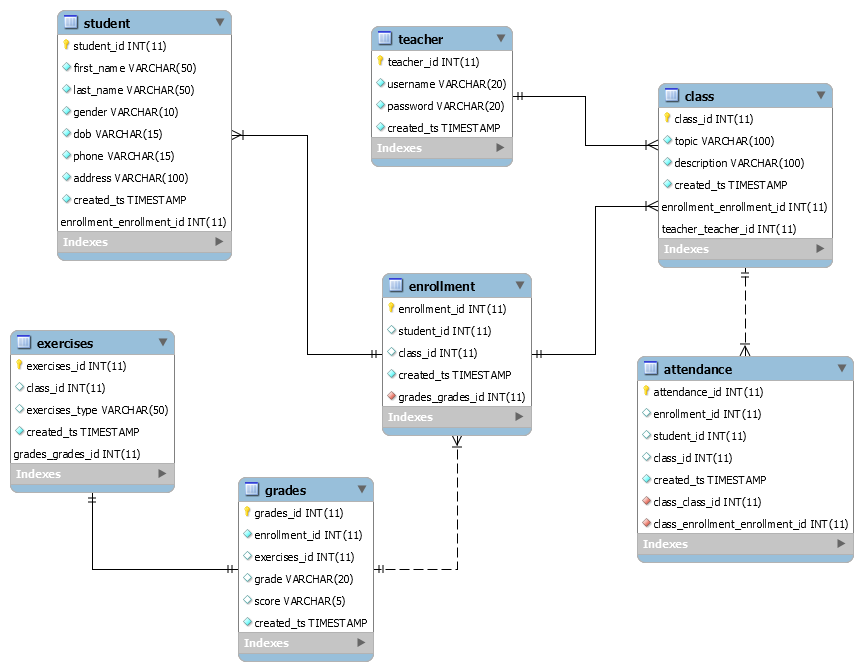 student
student_id INT(11)
first_name VARCHAR(50)
last_name VARCHAR(50)
gender VARCHAR(10)
dob VARCHAR(15)
phone VARCHAR(15)
address VARCHAR(100)
created_ts TIMESTAMP
enrollment_enrollment_id INT(11)
Indexes
teacher
teacher_id INT(11)
username VARCHAR(20)
password VARCHAR(20)
created_ts TIMESTAMP
Indexes
class
class_id INT(11)
topic VARCHAR(100)
description VARCHAR(100)
created_ts TIMESTAMP
enrollment_enrollment_id INT(11)
teacher_teacher_id INT(11)
Indexes
enrollment
enrollment_id INT(11)
student_id INT(11)
class_id INT(11)
created_ts TIMESTAMP
grades_grades_id INT(11)
Indexes
exercises
exercises_id INT(11)
class_id INT(11)
exercises_type VARCHAR(50)
created_ts TIMESTAMP
grades_grades_id INT(11)
Indexes
attendance
attendance_id INT(11)
enrollment_id INT(11)
student_id INT(11)
class_id INT(11)
created_ts TIMESTAMP
class_class_id INT(11)
class_enrollment_enrollment_id INT(11)
Indexes
grades
grades_id INT(11)
enrollment_id INT(11)
exercises_id INT(11)
grade VARCHAR(20)
score VARCHAR(5)
created_ts TIMESTAMP
Indexes